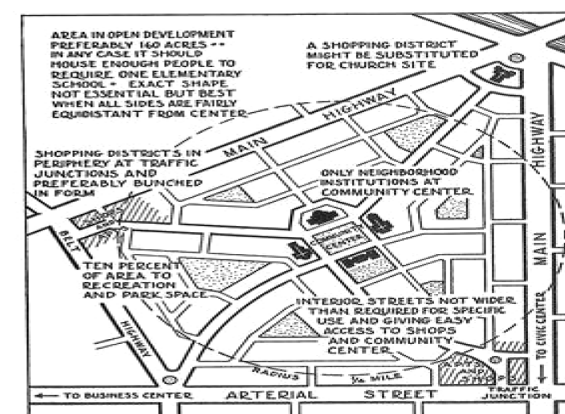 AREA IN OPEN DEVELOPMENT
PREFERABLY 160 ACRES --
IN ANY CASE IT SHOULD
HOUSE ENOUGH PEOPLE TO
REQUIRE ONE ELEMENTARY
SCHOOL - EXACT SHAPE
NOT ESSENTIAL BUT BEST
WHEN ALL SIDES ARE FAIRLY
EQUIDISTANT FROM CENTER
A SHOPPING DISTRICT
MIGHT BE SUBSTITUTED
FOR CHURCH SITE
MAIN HIGHWAY
SHOPPING DISTRICTS IN
PERIPHERY AT TRAFFIC
JUNCTIONS AND
PREFERABLY BUNCHED
IN FORM
ONLY NEIGHBORHOOD
INSTITUTIONS AT
COMMUNITY CENTER
COMMUNITY
CENTER
MAIN HIGHWAY
BELT HIGHWAY
TEN PERCENT
OF AREA TO
RECREATION
AND PARK SPACE
INTERIOR STREETS NOT WIDER
THAN REQUIRED FOR SPECIFIC
USE AND GIVING EASY
ACCESS TO SHOPS
AND COMMUNITY
CENTER
TO CIVIC CENTER
RADIUS ¼ MILE
TRAFFIC
JUNCTION
TO BUSINESS CENTER
ARTERIAL STREET